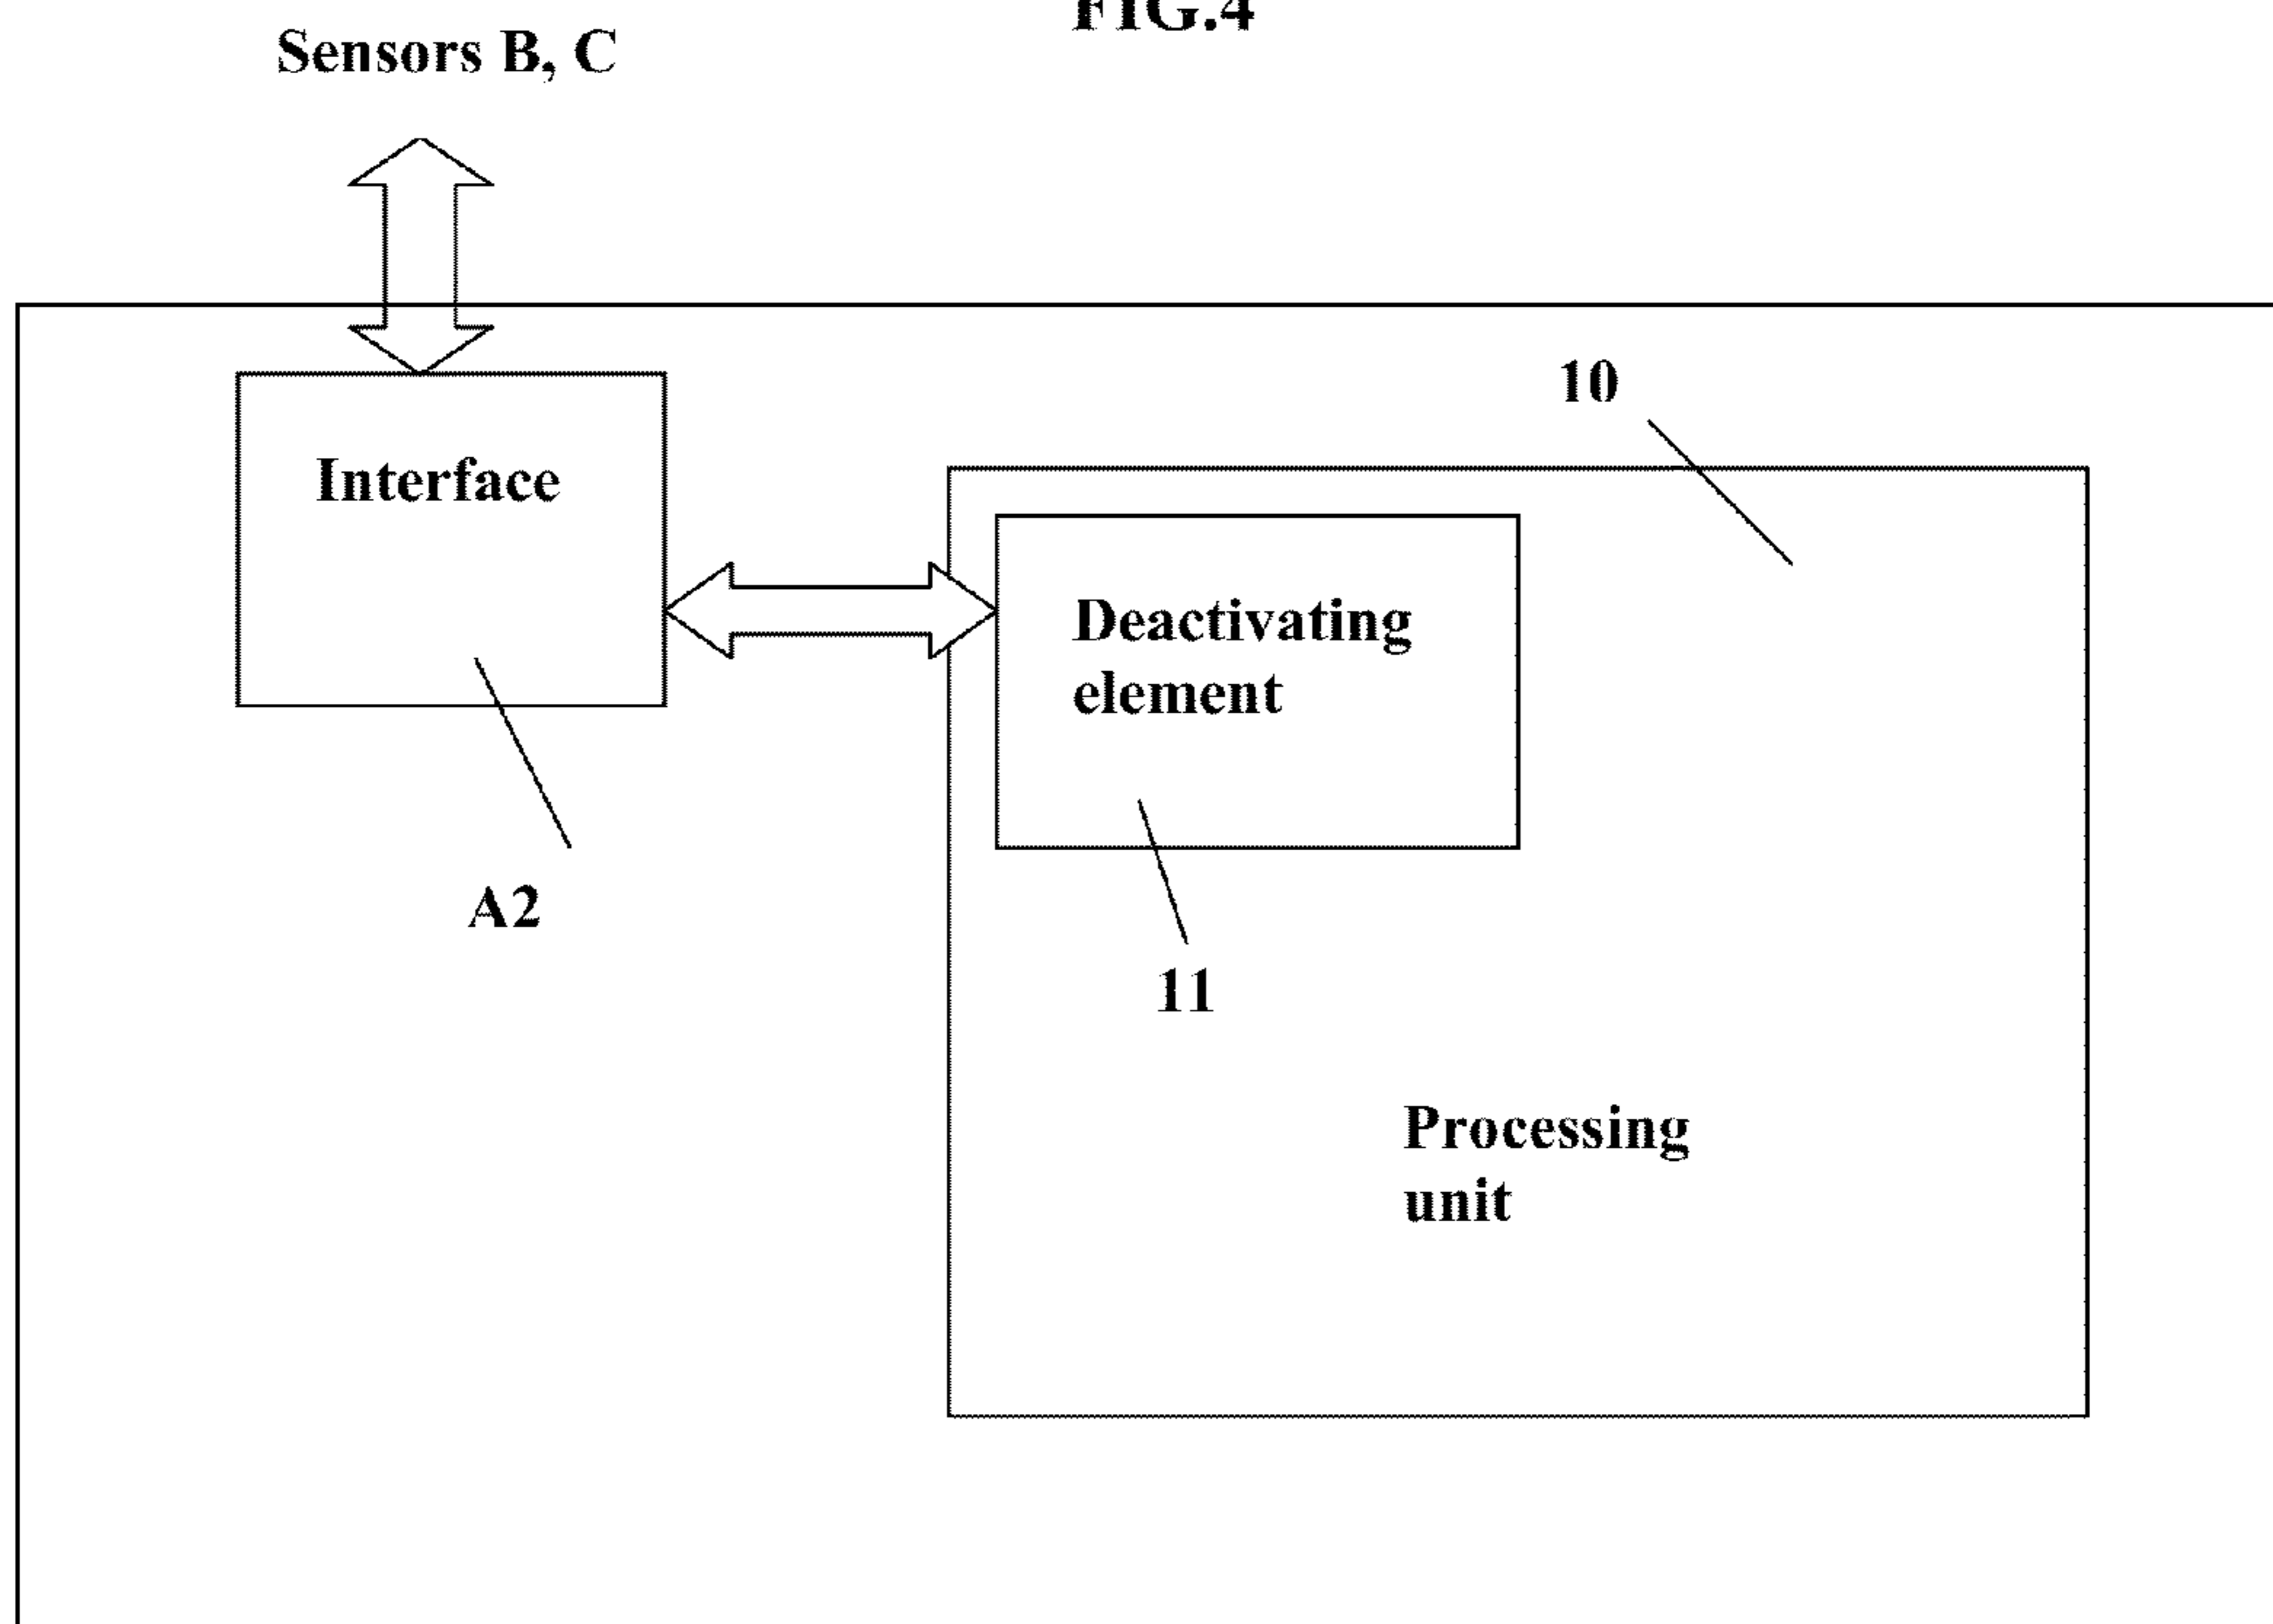 FIG.4
Sensors B, C
10
Interface
Deactivating
element
A2
11
Processing
unit